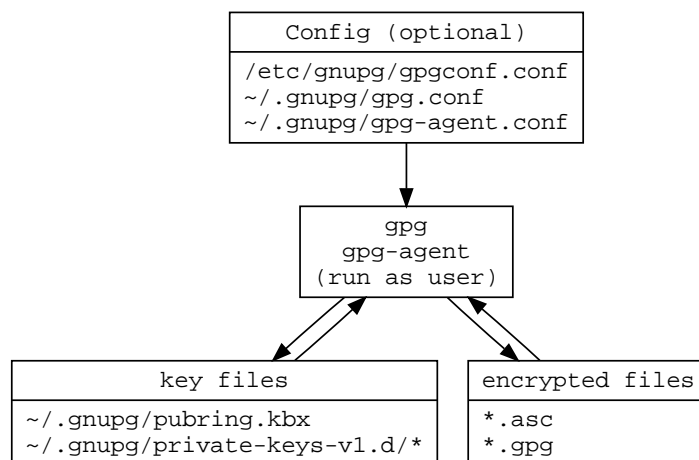 Config (optional)
/etc/gnupg/gpgconf.conf
~/.gnupg/gpg.conf
~/.gnupg/gpg-agent.conf
gpg
gpg-agent
(run as user)
key files
~/.gnupg/pubring.kbx
~/.gnupg/private-keys-v1.d/*
encrypted files
*.asc
*.gpg